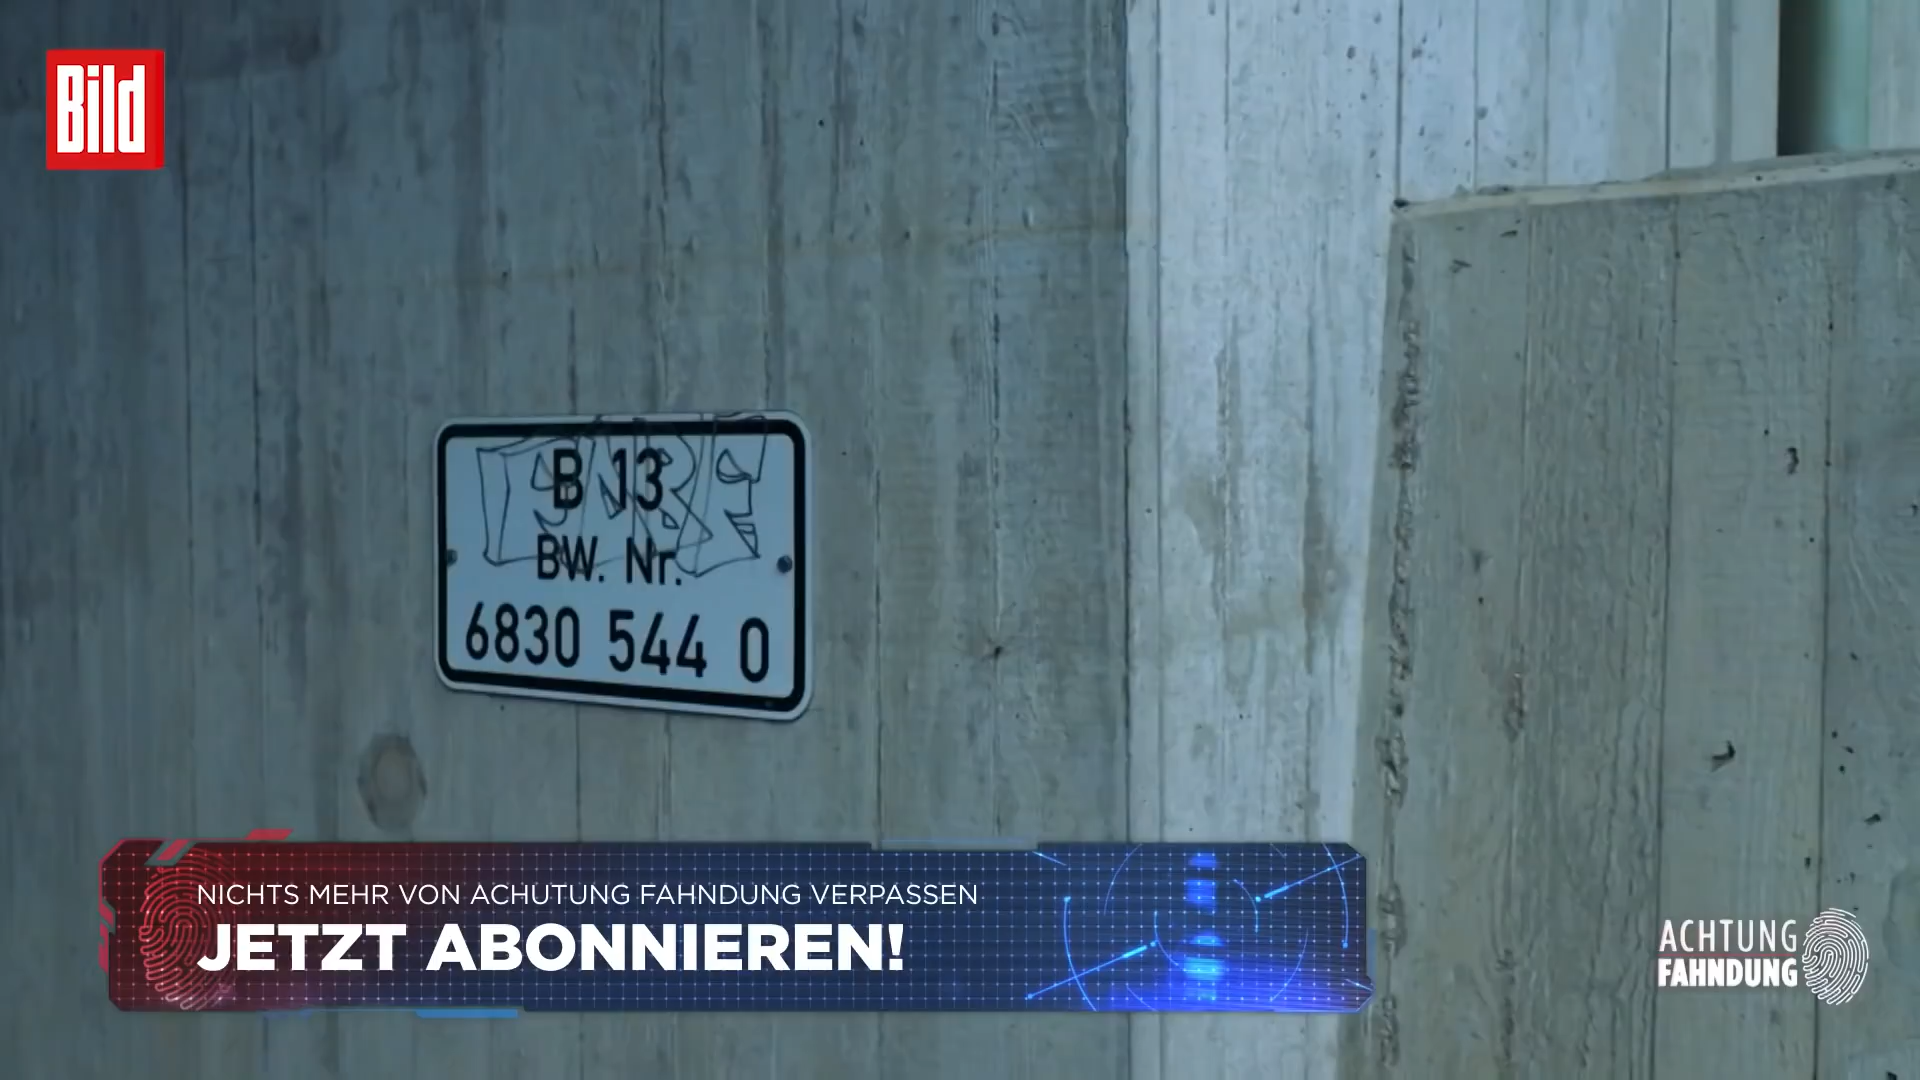 Bild
B 13
BW. Nr.
6830 544 0
NICHTS MEHR VON ACHUTUNG FAHNDUNG VERPASSEN
JETZT ABONNIEREN!
ACHTUNG
FAHNDUNG